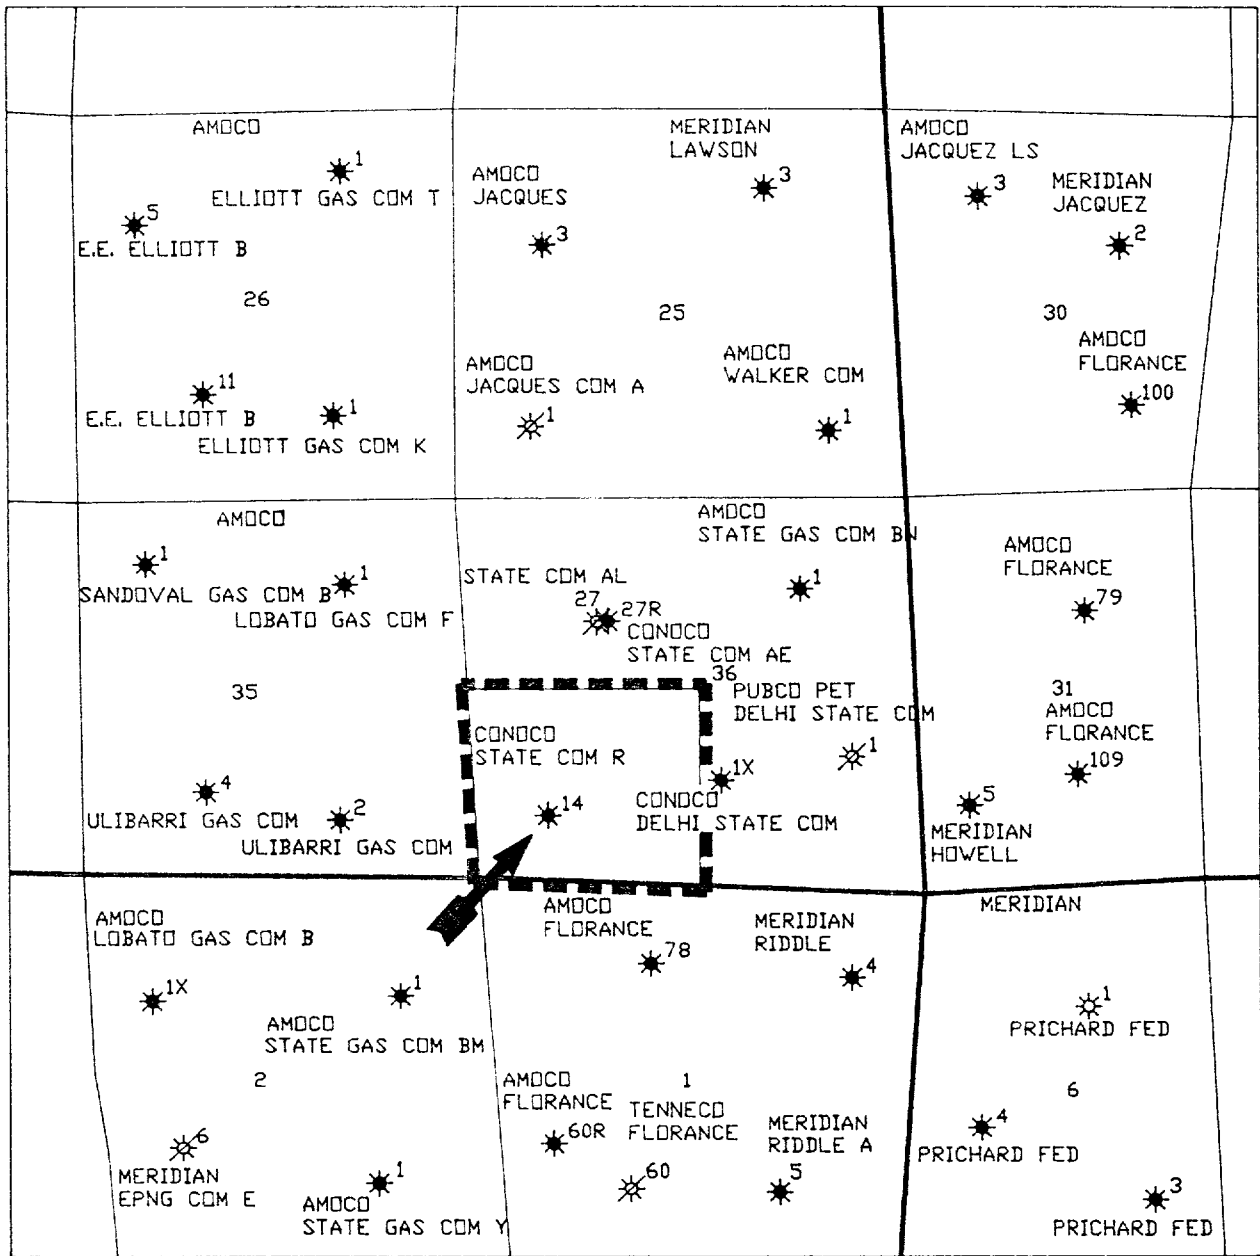 AMOCO
1
ELLIOTT GAS COM T
5
E.E. ELLIOTT B
26
11
E.E. ELLIOTT B
1
ELLIOTT GAS COM K
MERIDIAN
LAWSON
3
AMOCO
JACQUES
3
25
AMOCO
JACQUES COM A
1
AMOCO
WALKER COM
1
AMOCO
JACQUEZ LS
3
MERIDIAN
JACQUEZ
2
30
AMOCO
FLORANCE
100
AMOCO
1
SANDOVAL GAS COM B
1
LOBATO GAS COM F
35
4
ULIBARRI GAS COM
2
ULIBARRI GAS COM
AMOCO
STATE GAS COM BN
1
STATE COM AL
27
27R
CONOCO
STATE COM AE
36
PUBCO PET
DELHI STATE COM
1
CONOCO
STATE COM R
14
1X
CONOCO
DELHI STATE COM
AMOCO
FLORANCE
79
31
AMOCO
FLORANCE
109
5
MERIDIAN
HOWELL
AMOCO
LOBATO GAS COM B
1X
1
AMOCO
STATE GAS COM BM
2
6
MERIDIAN
EPNG COM E
1
AMOCO
STATE GAS COM Y
AMOCO
FLORANCE
78
MERIDIAN
RIDDLE
4
1
AMOCO
FLORANCE
60R
TENNECO
FLORANCE
60
MERIDIAN
RIDDLE A
5
MERIDIAN
1
PRICHARD FED
6
4
PRICHARD FED
3
PRICHARD FED